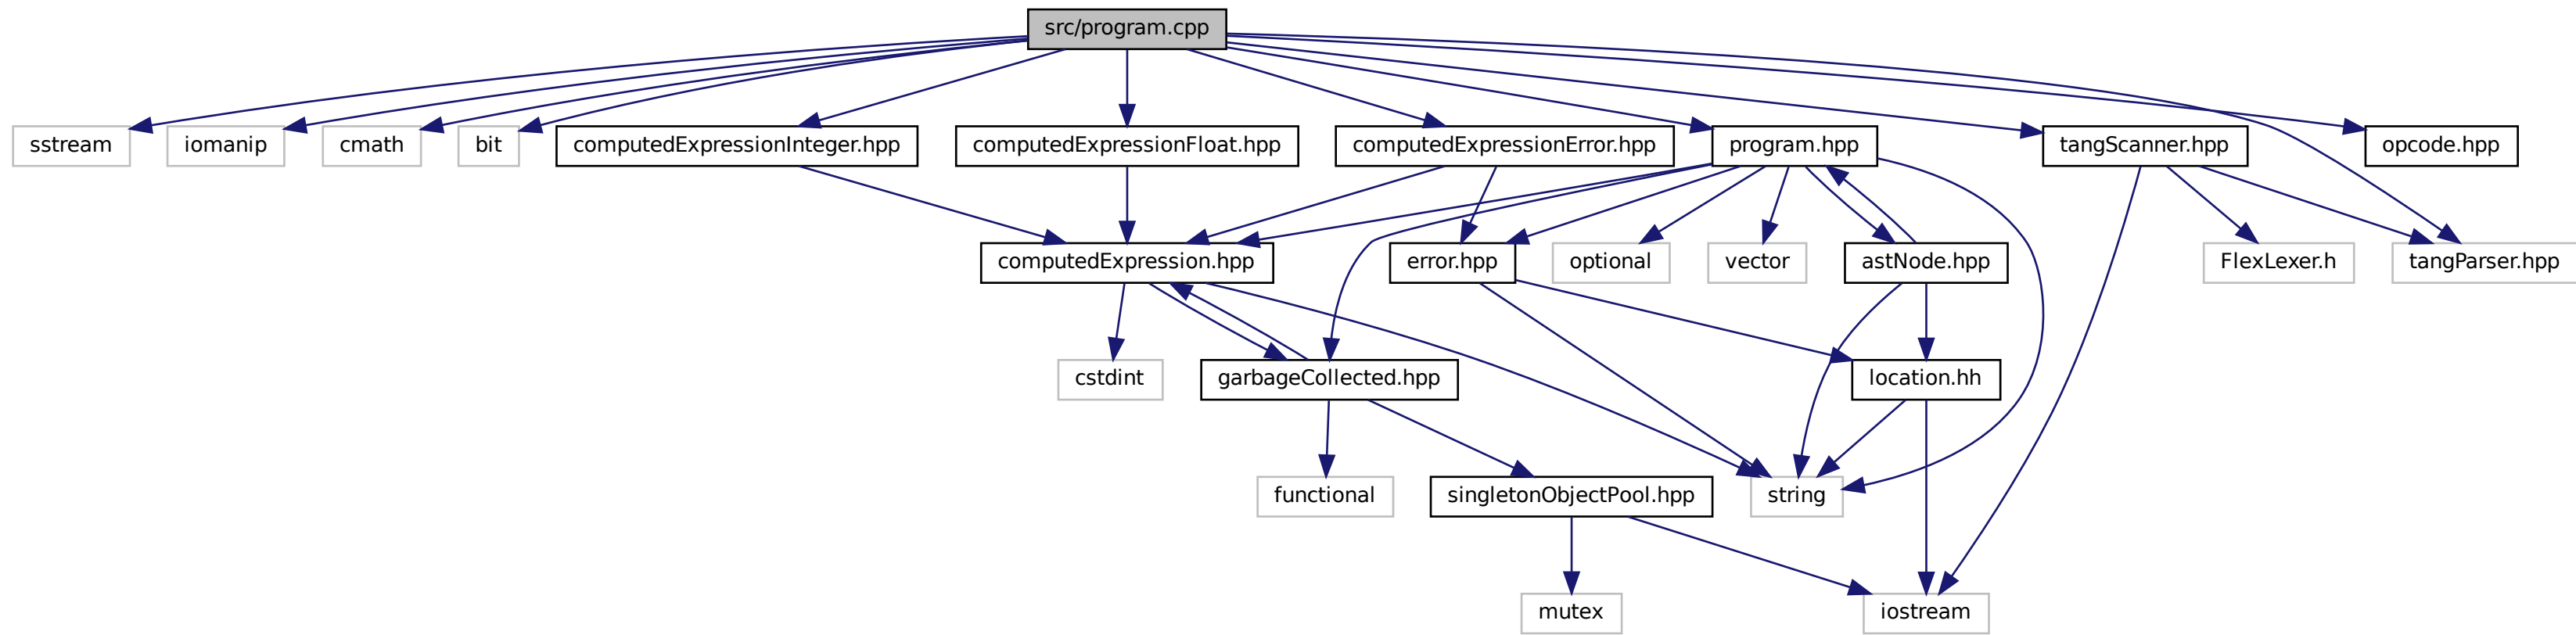 src/program.cpp
sstream
iomanip
cmath
bit
computedExpressionInteger.hpp
computedExpressionFloat.hpp
computedExpressionError.hpp
program.hpp
tangScanner.hpp
opcode.hpp
computedExpression.hpp
error.hpp
optional
vector
astNode.hpp
FlexLexer.h
tangParser.hpp
cstdint
garbageCollected.hpp
location.hh
functional
singletonObjectPool.hpp
string
mutex
iostream